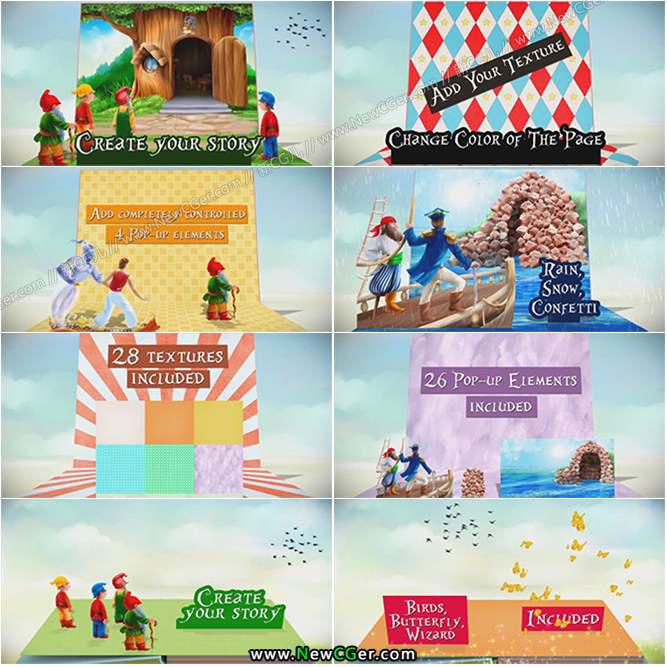 Create your story
Add Your Texture
Change Color of The Page
Add completely controlled
4 Pop-up elements
Rain,
Snow,
Confetti
28 textures
included
26 Pop-up Elements
included
Create
your story
Birds,
Butterfly,
Wizard
Included
www.NewCGer.com